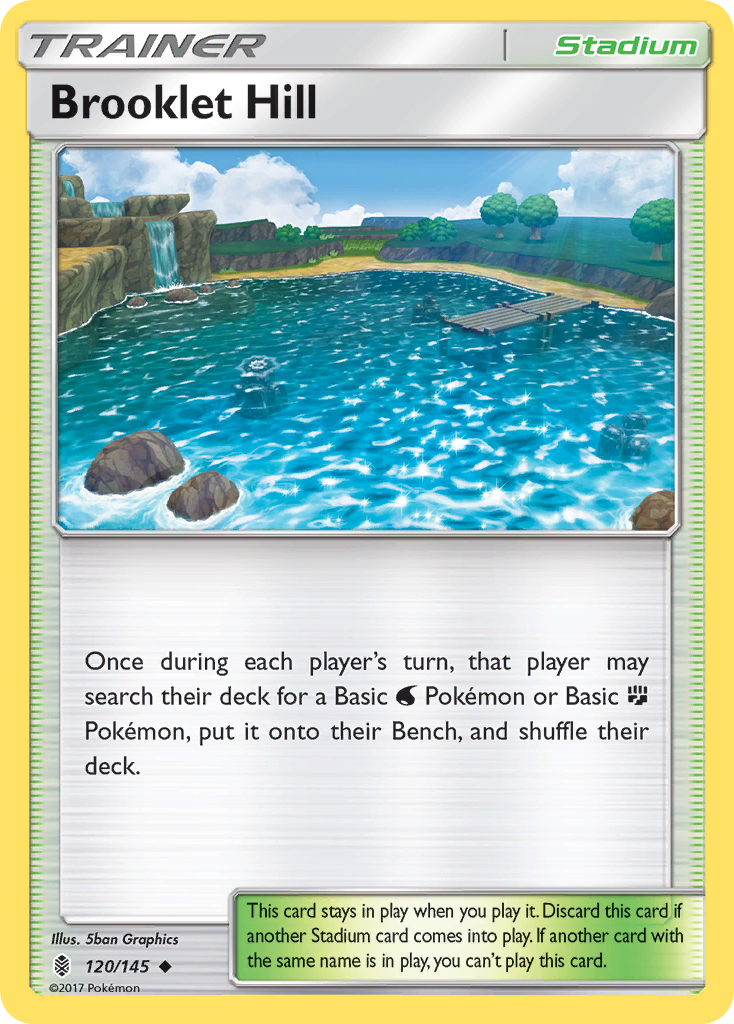 TRAINER
Stadium
Brooklet Hill
Once during each player's turn, that player may
search their deck for a Basic Pokémon or Basic
Pokémon, put it onto their Bench, and shuffle their
deck.
This card stays in play when you play it. Discard this card if
another Stadium card comes into play. If another card with
the same name is in play, you can't play this card.
Illus. 5ban Graphics
120/145
©2017 Pokémon